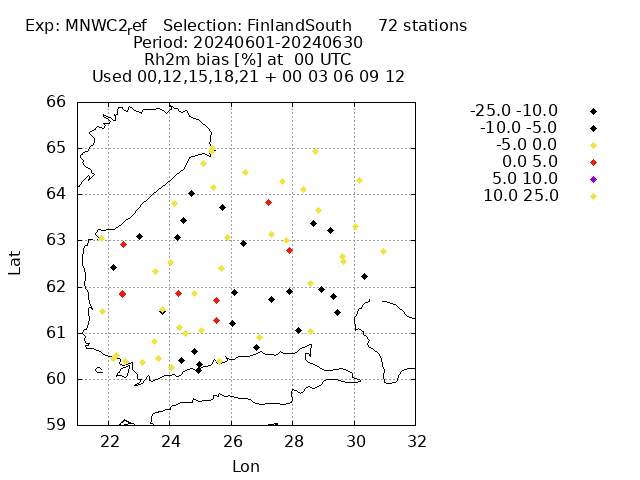 Exp: MNWC2ref   Selection: FinlandSouth     72 stations
Period: 20240601-20240630
Rh2m bias [%] at  00 UTC
Used 00,12,15,18,21 + 00 03 06 09 12
-25.0 -10.0
-10.0 -5.0
-5.0 0.0
0.0 5.0
5.0 10.0
10.0 25.0
66
65
64
63
62
61
60
59
Lat
22 24 26 28 30 32
Lon